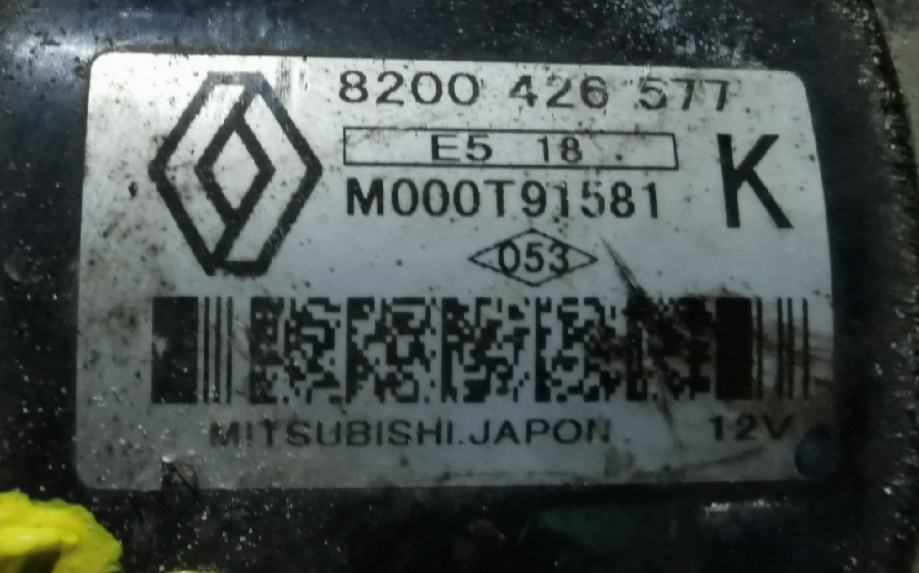 8200 426 577
E5 18
K
M000T91581
053
MITSUBISHI.JAPON
12V